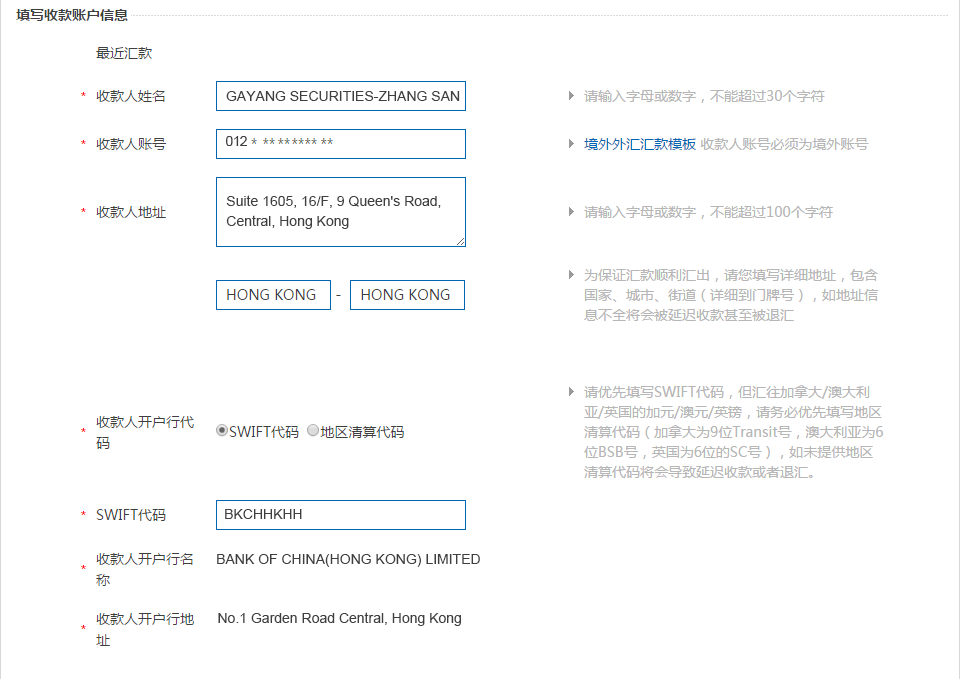 填写收款账户信息
最近汇款
* 收款人姓名 GAYANG SECURITIES-ZHANG SAN 请输入字母或数字，不能超过30个字符
* 收款人账号 012 * ** ******* ** 境外外汇汇款模板 收款人账号必须为境外账号
* 收款人地址
Suite 1605, 16/F, 9 Queen's Road,
Central, Hong Kong
请输入字母或数字，不能超过100个字符
HONG KONG - HONG KONG
为保证汇款顺利汇出，请您填写详细地址，包含
国家、城市、街道（详细到门牌号），如地址信
息不全将会被延迟收款甚至被退汇
* 收款人开户行代
码
SWIFT代码 地区清算代码
请优先填写SWIFT代码，但汇往加拿大/澳大利
亚/英国的加元/澳元/英镑，请务必优先填写地区
清算代码（加拿大为9位Transit号，澳大利亚为6
位BSB号，英国为6位的SC号），如未提供地区
清算代码将会导致延迟收款或者退汇。
* SWIFT代码 BKCHHKHH
* 收款人开户行名
称
BANK OF CHINA(HONG KONG) LIMITED
* 收款人开户行地
址
No.1 Garden Road Central, Hong Kong